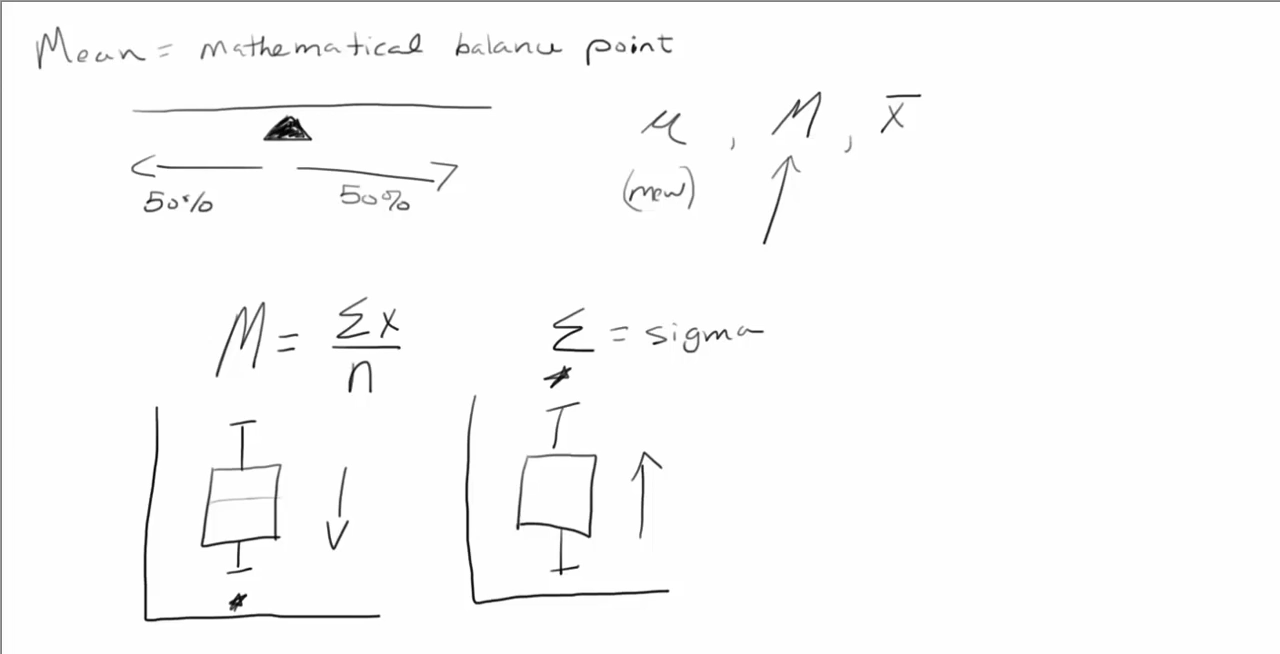 Mean = mathematical balance point
μ, M, x̄
50% 50%
(mew)
M = Σx/n
Σ = sigma